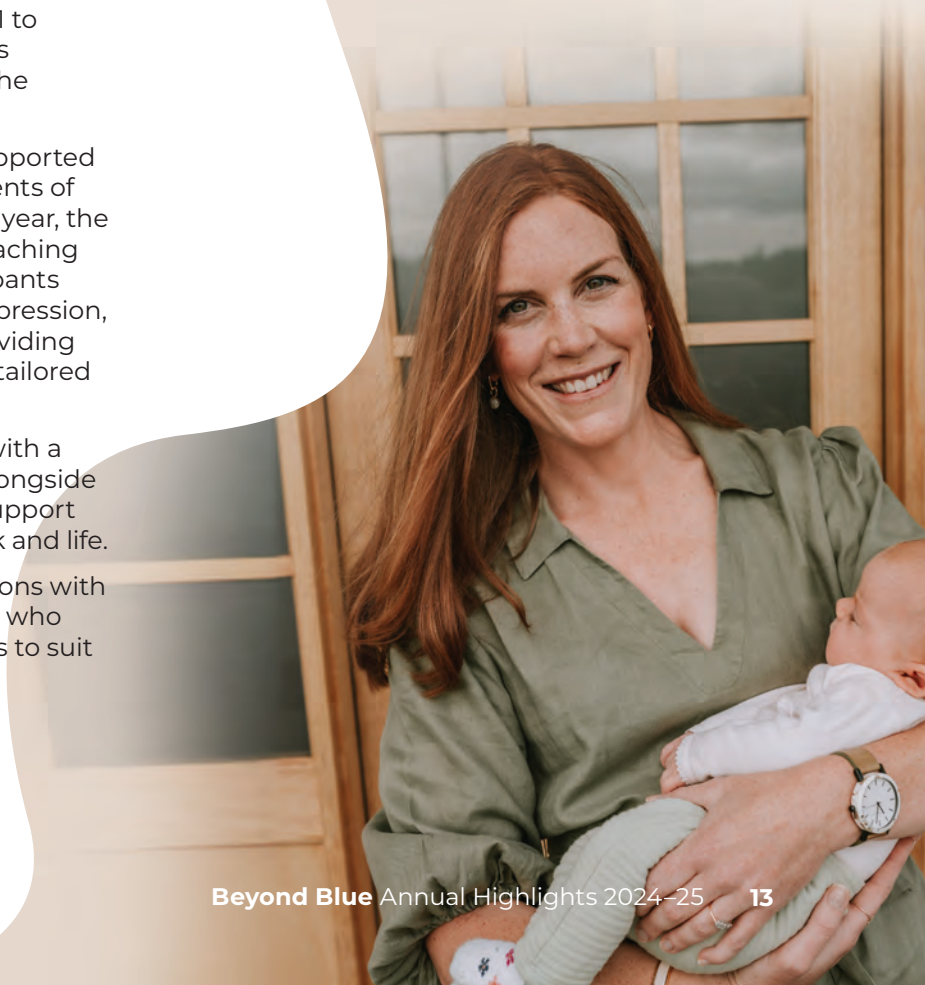 to
s
he
pported
ents of
year, the
aching
pants
pression,
viding
tailored
with a
ongside
upport
k and life.
ons with
who
s to suit
Beyond Blue Annual Highlights 2024–25 13